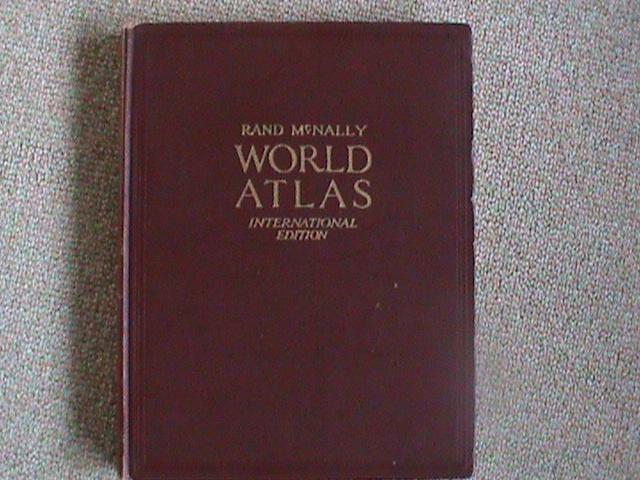 RAND McNALLY
WORLD
ATLAS
INTERNATIONAL
EDITION